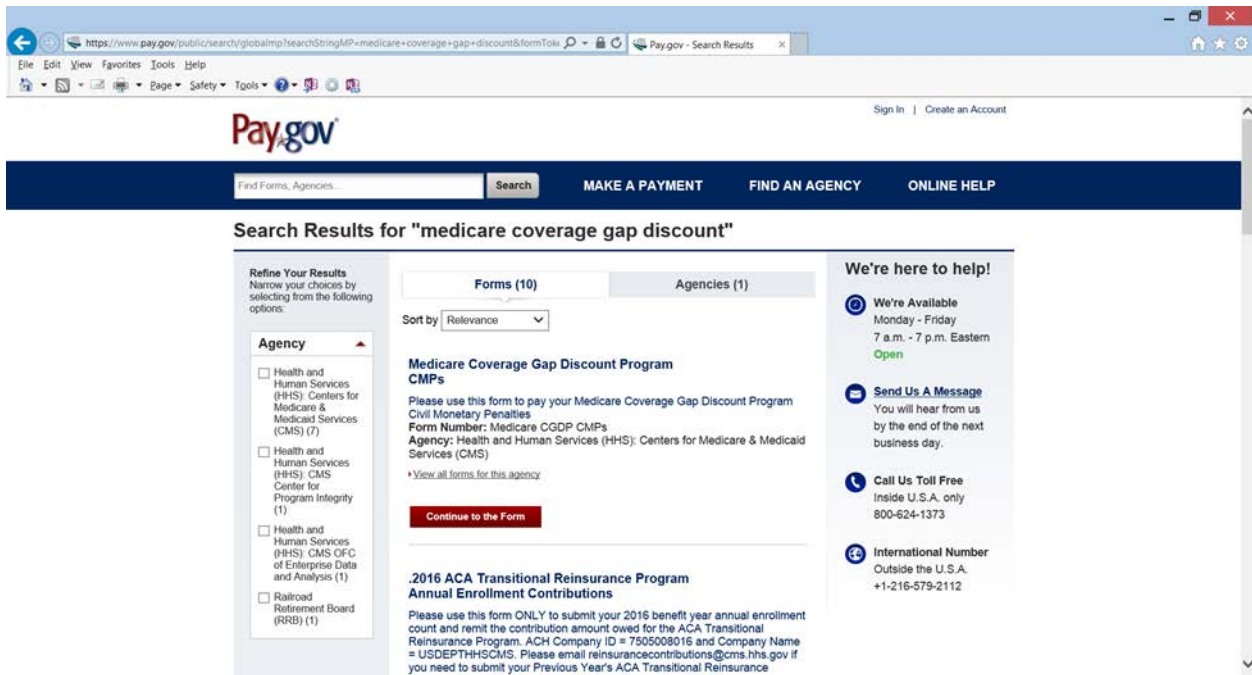 https://www.pay.gov/public/search/globalmp?searchStringMP=medicare+coverage+gap+discount&formToke
Pay.gov - Search Results
File Edit View Favorites Tools Help
Page Safety Tools
Sign In | Create an Account
Pay.gov
Find Forms, Agencies...
Search
MAKE A PAYMENT
FIND AN AGENCY
ONLINE HELP
Search Results for "medicare coverage gap discount"
Refine Your Results
Narrow your choices by
selecting from the following
options:
Agency
Health and
Human Services
(HHS): Centers for
Medicare &
Medicaid Services
(CMS) (7)
Health and
Human Services
(HHS): CMS
Center for
Program Integrity
(1)
Health and
Human Services
(HHS): CMS OFC
of Enterprise Data
and Analysis (1)
Railroad
Retirement Board
(RRB) (1)
Forms (10)
Agencies (1)
Sort by Relevance
Medicare Coverage Gap Discount Program
CMPs
Please use this form to pay your Medicare Coverage Gap Discount Program
Civil Monetary Penalties
Form Number: Medicare CGDP CMPs
Agency: Health and Human Services (HHS): Centers for Medicare & Medicaid
Services (CMS)
View all forms for this agency
Continue to the Form
.2016 ACA Transitional Reinsurance Program
Annual Enrollment Contributions
Please use this form ONLY to submit your 2016 benefit year annual enrollment
count and remit the contribution amount owed for the ACA Transitional
Reinsurance Program. ACH Company ID = 7505008016 and Company Name
= USDEPTHHSCMS. Please email reinsurancecontributions@cms.hhs.gov if
you need to submit your Previous Year's ACA Transitional Reinsurance
We're here to help!
We're Available
Monday - Friday
7 a.m. - 7 p.m. Eastern
Open
Send Us A Message
You will hear from us
by the end of the next
business day.
Call Us Toll Free
Inside U.S.A. only
800-624-1373
International Number
Outside the U.S.A.
+1-216-579-2112